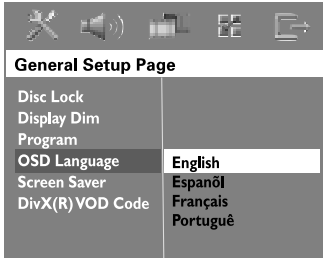 General Setup Page
Disc Lock
Display Dim
Program
OSD Language
Screen Saver
DivX(R) VOD Code
English
Espanõl
Français
Portuguê